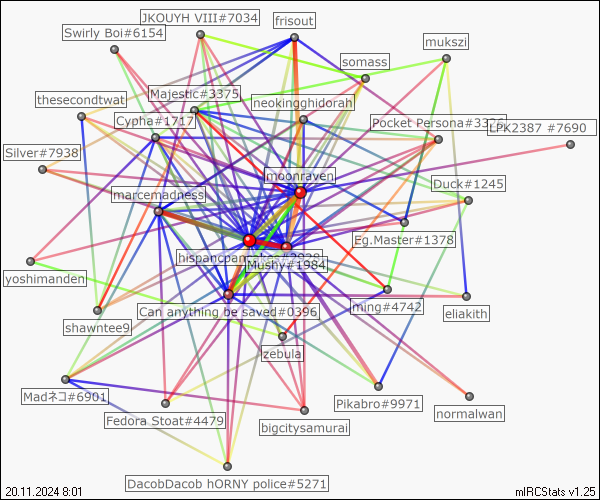 JKOUYH VIII#7034
frisout
Swirly Boi#6154
mukszi
somass
Majestic#3375
thesecondtwat
neokingghidorah
Cypha#1717
Pocket Persona#3326
LPK2387 #7690
Silver#7938
moonraven
Duck#1245
marcemadness
Eg.Master#1378
Mushy#1984
yoshimanden
ming#4742
Can anything be saved#0396
eliakith
shawntee9
zebula
Madネコ#6901
Pikabro#9971
normalwan
Fedora Stoat#4479
bigcitysamurai
DacobDacob hORNY police#5271
20.11.2024 8:01
mIRCStats v1.25